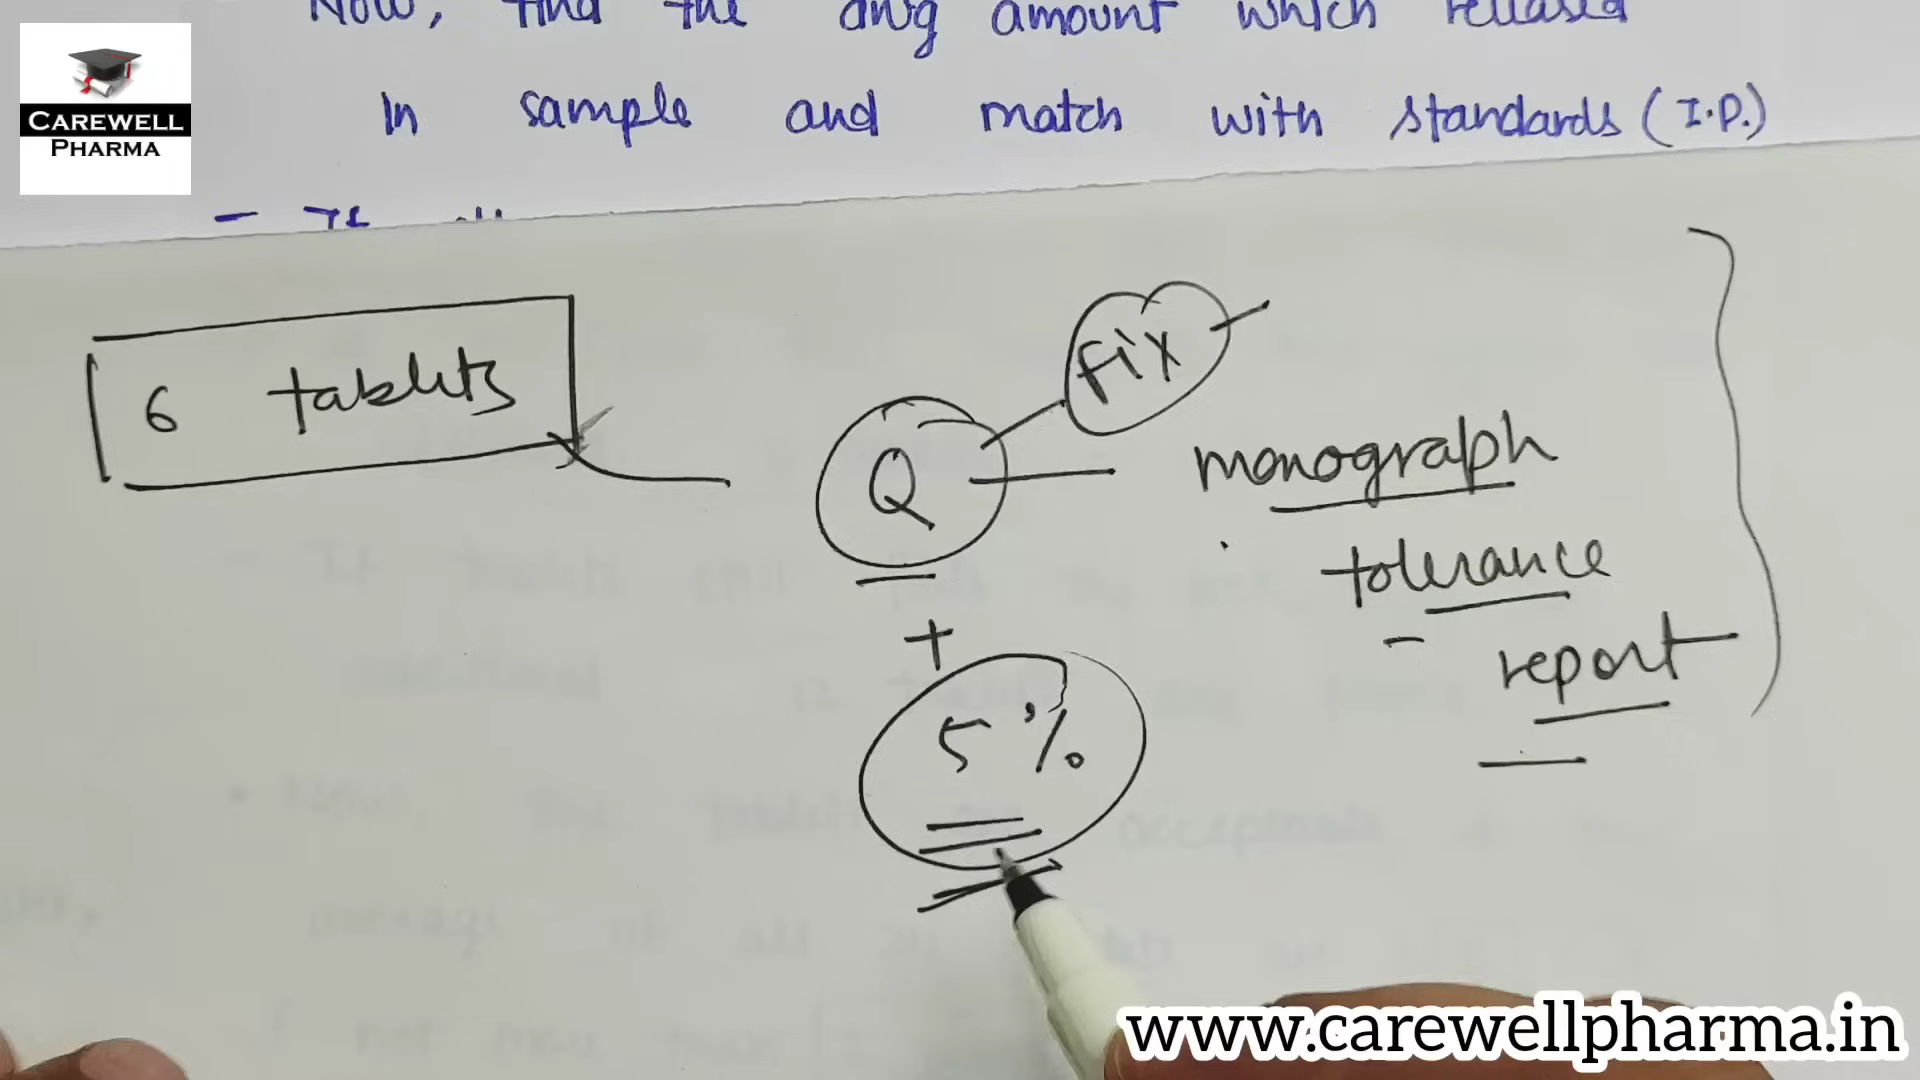 Now, find the drug amount which released
CAREWELL
PHARMA
In sample and match with standards (I.P.)
fix
6 tablets
Q
monograph
tolerance
report
+
5%
www.carewellpharma.in